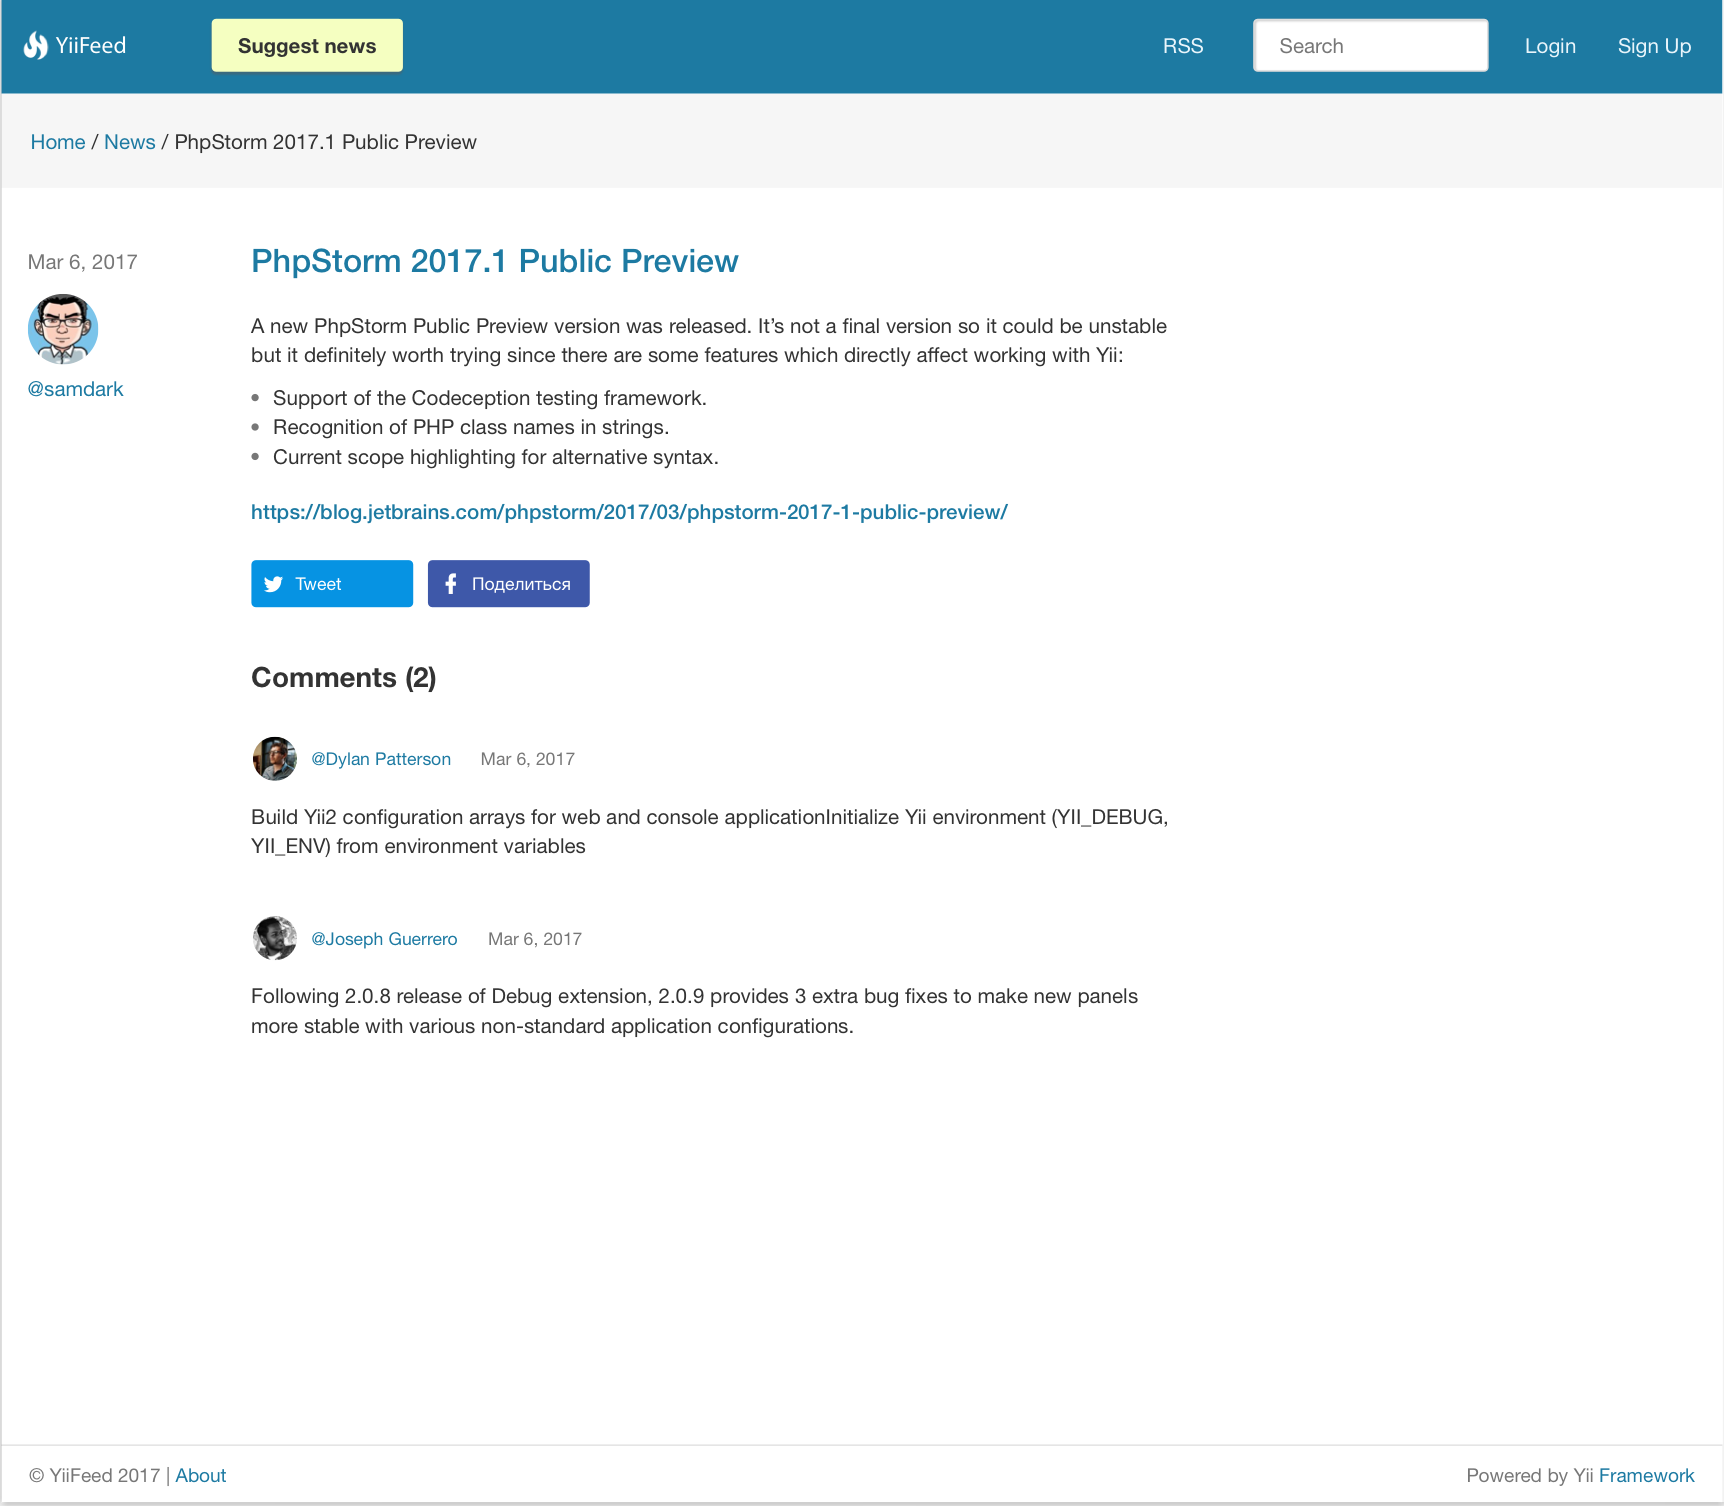 YiiFeed
Suggest news
RSS
Search
Login
Sign Up
Home / News / PhpStorm 2017.1 Public Preview
Mar 6, 2017
@samdark
PhpStorm 2017.1 Public Preview
A new PhpStorm Public Preview version was released. It’s not a final version so it could be unstable
but it definitely worth trying since there are some features which directly affect working with Yii:
• Support of the Codeception testing framework.
• Recognition of PHP class names in strings.
• Current scope highlighting for alternative syntax.
https://blog.jetbrains.com/phpstorm/2017/03/phpstorm-2017-1-public-preview/
Tweet
Поделиться
Comments (2)
@Dylan Patterson Mar 6, 2017
Build Yii2 configuration arrays for web and console applicationInitialize Yii environment (YII_DEBUG,
YII_ENV) from environment variables
@Joseph Guerrero Mar 6, 2017
Following 2.0.8 release of Debug extension, 2.0.9 provides 3 extra bug fixes to make new panels
more stable with various non-standard application configurations.
© YiiFeed 2017 | About
Powered by Yii Framework